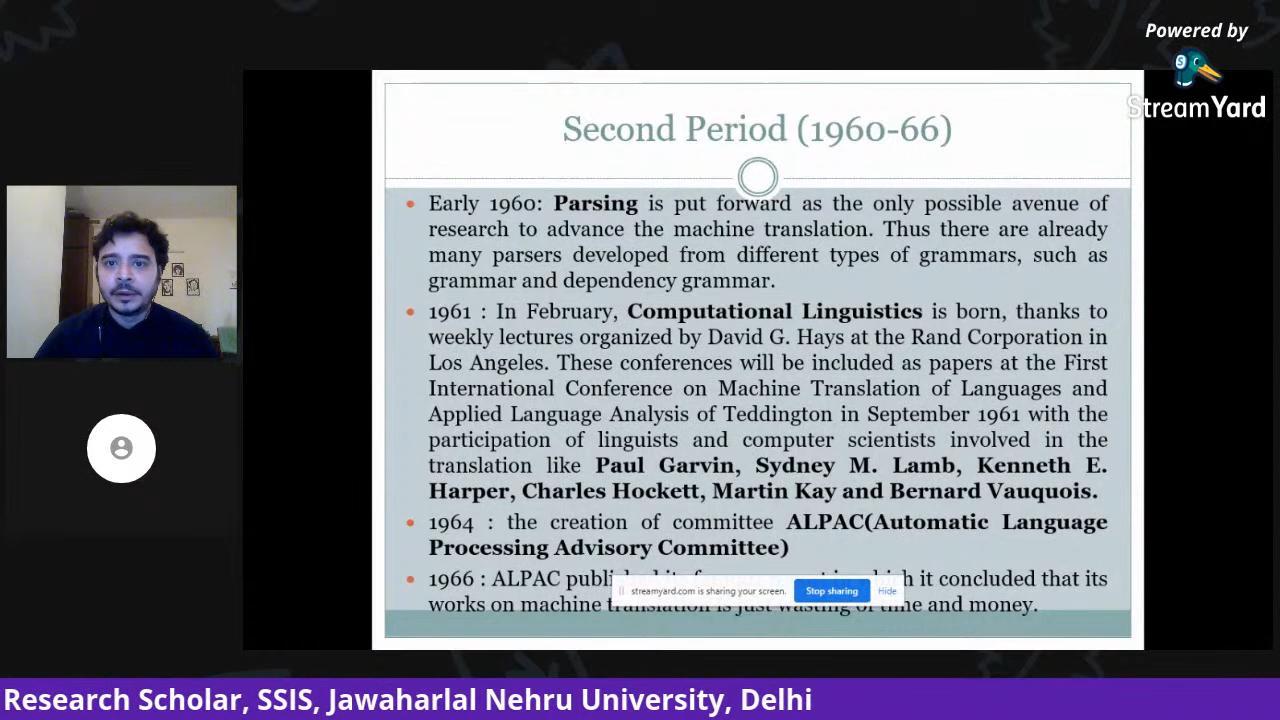 Powered by
StreamYard
Second Period (1960-66)
Early 1960: Parsing is put forward as the only possible avenue of
research to advance the machine translation. Thus there are already
many parsers developed from different types of grammars, such as
grammar and dependency grammar.
1961 : In February, Computational Linguistics is born, thanks to
weekly lectures organized by David G. Hays at the Rand Corporation in
Los Angeles. These conferences will be included as papers at the First
International Conference on Machine Translation of Languages and
Applied Language Analysis of Teddington in September 1961 with the
participation of linguists and computer scientists involved in the
translation like Paul Garvin, Sydney M. Lamb, Kenneth E.
Harper, Charles Hockett, Martin Kay and Bernard Vauquois.
1964 : the creation of committee ALPAC(Automatic Language
Processing Advisory Committee)
1966 : ALPAC it concluded that its
works on machine translation is just wasting of time and money.
streamyard.com is sharing your screen.
Stop sharing
Hide
Research Scholar, SSIS, Jawaharlal Nehru University, Delhi